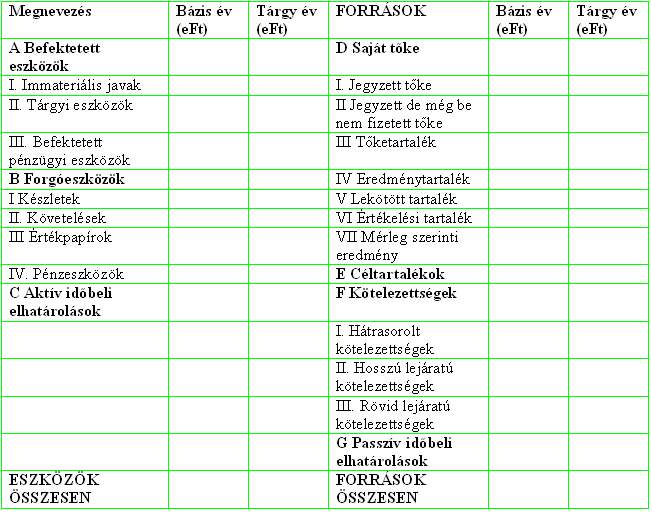 Megnevezés Bázis év Tárgy év FORRÁSOK Bázis év Tárgy év
(eFt) (eFt) (eFt) (eFt)
A Befektetett D Saját tőke
eszközök
I. Immateriális javak I. Jegyzett tőke
II. Tárgyi eszközök II Jegyzett de még be
nem fizetett tőke
III. Befektetett III Tőketartalék
pénzügyi eszközök
B Forgóeszközök IV Eredménytartalék
I Készletek V Lekötött tartalék
II. Követelések VI Értékelési tartalék
III Értékpapírok VII Mérleg szerinti
eredmény
IV. Pénzeszközök E Céltartalékok
C Aktív időbeli F Kötelezettségek
elhatárolások
I. Hátrasorolt
kötelezettségek
II. Hosszú lejáratú
kötelezettségek
III. Rövid lejáratú
kötelezettségek
G Passzív időbeli
elhatárolások
ESZKÖZÖK FORRÁSOK
ÖSSZESEN ÖSSZESEN